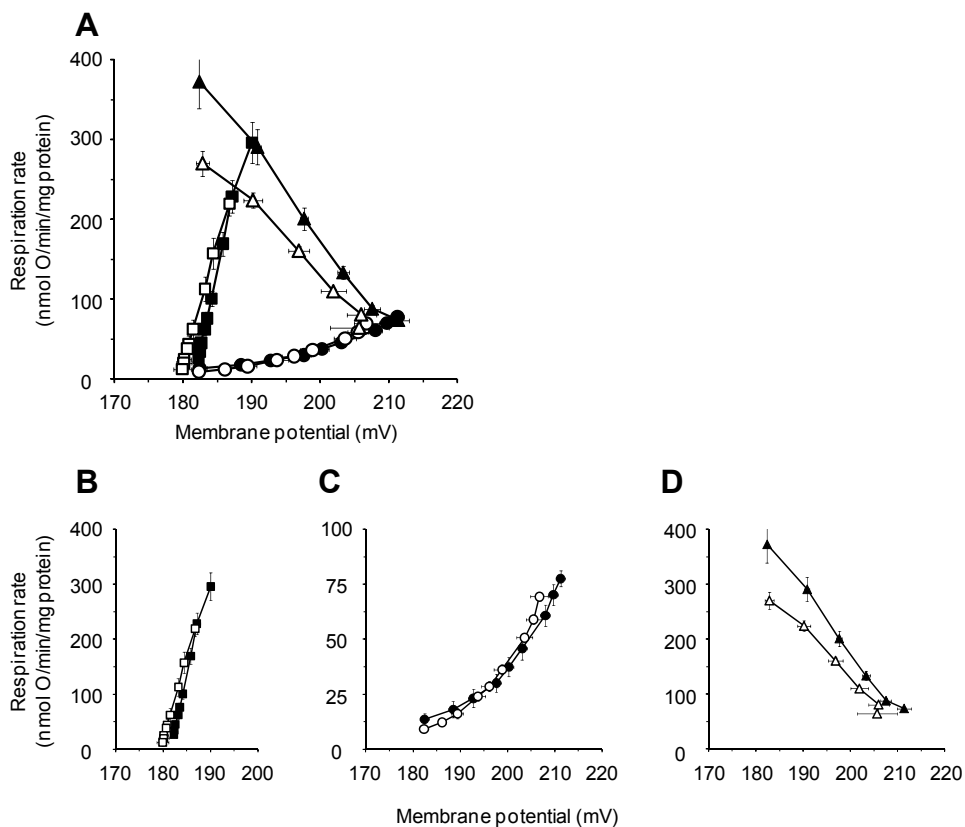 A
Respiration rate
(nmol O/min/mg protein)
400
300
200
100
0
170 180 190 200 210 220
Membrane potential (mV)
B
C
D
Respiration rate
(nmol O/min/mg protein)
400
300
200
100
0
170 180 190 200
100
75
50
25
0
170 180 190 200 210 220
400
300
200
100
0
170 180 190 200 210 220
Membrane potential (mV)